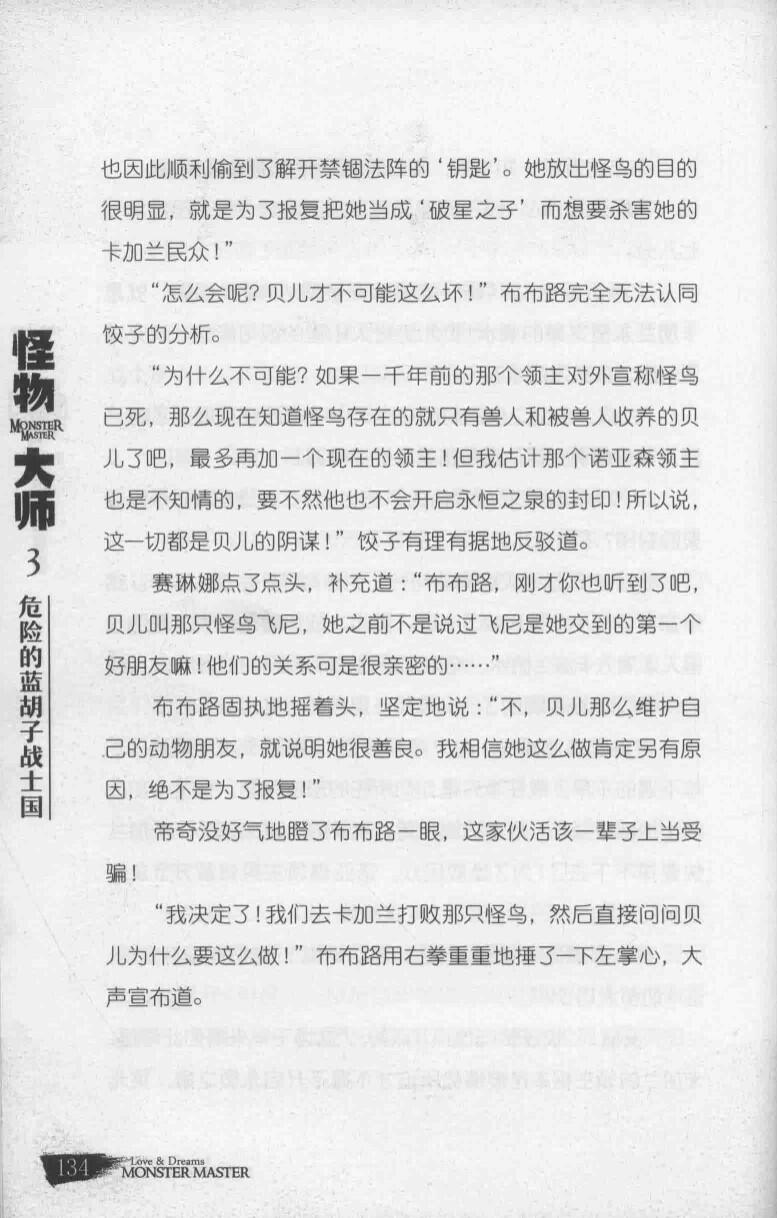 也因此顺利偷到了解开禁锢法阵的‘钥匙’。她放出怪鸟的目的
很明显，就是为了报复把她当成‘破星之子’而想要杀害她的
卡加兰民众！”
“怎么会呢？贝儿才不可能这么坏！”布布路完全无法认同
饺子的分析。
“为什么不可能？如果一千年前的那个领主对外宣称怪鸟
已死，那么现在知道怪鸟存在的就只有兽人和被兽人收养的贝
儿了吧，最多再加一个现在的领主！但我估计那个诺亚森领主
也是不知情的，要不然他也不会开启永恒之泉的封印！所以说，
这一切都是贝儿的阴谋！”饺子有理有据地反驳道。
赛琳娜点了点头，补充道：“布布路，刚才你也听到了吧，
贝儿叫那只怪鸟飞尼，她之前不是说过飞尼是她交到的第一个
好朋友嘛！他们的关系可是很亲密的……”
布布路固执地摇着头，坚定地说：“不，贝儿那么维护自
己的动物朋友，就说明她很善良。我相信她这么做肯定另有原
因，绝不是为了报复！”
帝奇没好气地瞪了布布路一眼，这家伙活该一辈子上当受
骗！
“我决定了！我们去卡加兰打败那只怪鸟，然后直接问问贝
儿为什么要这么做！”布布路用右拳重重地捶了一下左掌心，大
声宣布道。
怪物
MONSTER
MASTER
大师
3
危险的蓝胡子战士国
134
Love & Dreams
MONSTER MASTER